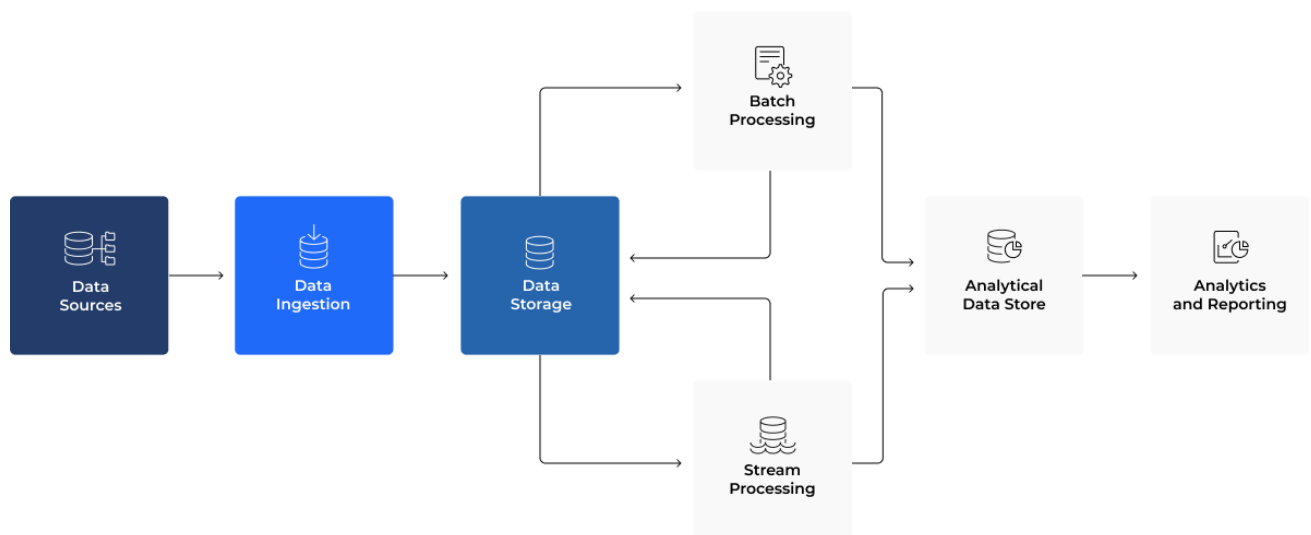 Batch
Processing
Data
Sources
Data
Ingestion
Data
Storage
Analytical
Data Store
Analytics
and Reporting
Stream
Processing